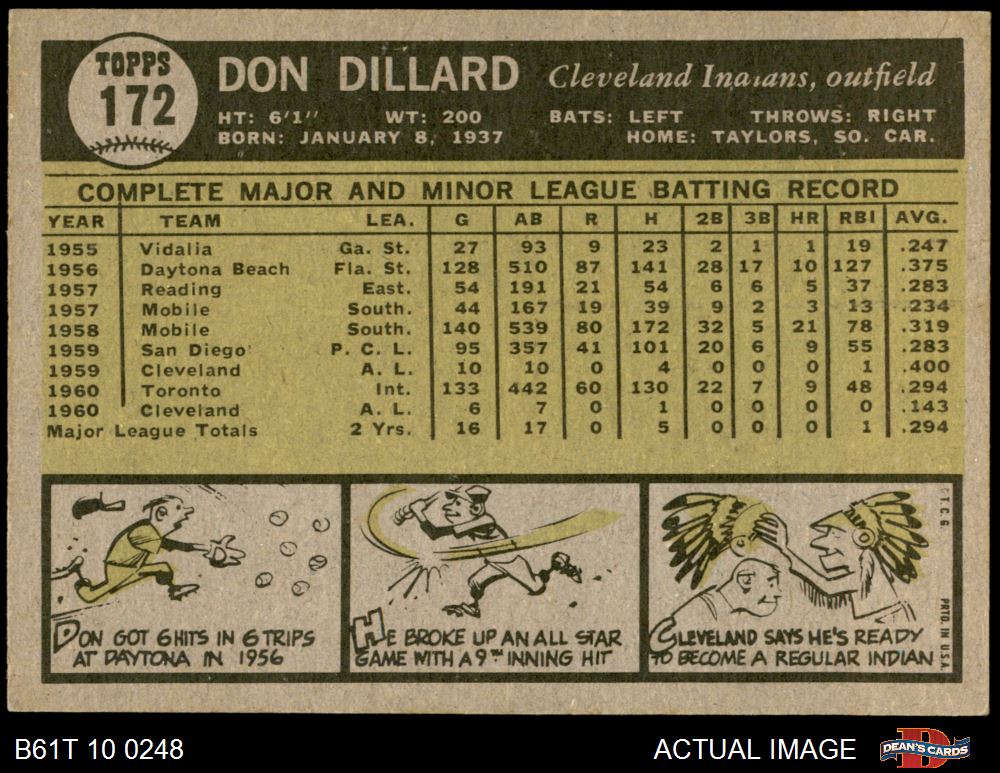 TOPPS
172
DON DILLARD Cleveland Indians, outfield
HT: 6'1" WT: 200 BATS: LEFT THROWS: RIGHT
BORN: JANUARY 8, 1937 HOME: TAYLORS, SO. CAR.
COMPLETE MAJOR AND MINOR LEAGUE BATTING RECORD
YEAR TEAM LEA. G AB R H 2B 3B HR RBI AVG.
1955 Vidalia Ga. St. 27 93 9 23 2 1 1 19 .247
1956 Daytona Beach Fla. St. 128 510 87 141 28 17 10 127 .375
1957 Reading East. 54 191 21 54 6 6 5 37 .283
1957 Mobile South. 44 167 19 39 9 2 3 13 .234
1958 Mobile South. 140 539 80 172 32 5 21 78 .319
1959 San Diego P. C. L. 95 357 41 101 20 6 9 55 .283
1959 Cleveland A. L. 10 10 0 4 0 0 0 1 .400
1960 Toronto Int. 133 442 60 130 22 7 9 48 .294
1960 Cleveland A. L. 6 7 0 1 0 0 0 0 .143
Major League Totals 2 Yrs. 16 17 0 5 0 0 0 1 .294
DON GOT 6 HITS IN 6 TRIPS
AT DAYTONA IN 1956
HE BROKE UP AN ALL STAR
GAME WITH A 9TH INNING HIT
CLEVELAND SAYS HE'S READY
TO BECOME A REGULAR INDIAN
© T.C.G. PRTD. IN U.S.A.
B61T 10 0248 ACTUAL IMAGE DEAN'S CARDS